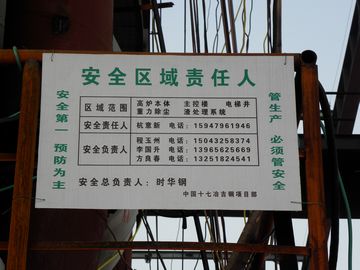 安全区域责任人
安全第一 预防为主
区域范围 高炉本体 主控楼 电梯井
重力除尘 渣处理系统
安全责任人 杭意新 电话：15947961946
安全负责人 程玉州 电话：15043258374
李国升 电话：13965625669
方良春 电话：13251824541
安全总负责人：时华钢
中国十七冶吉钢项目部
管生产 必须管安全